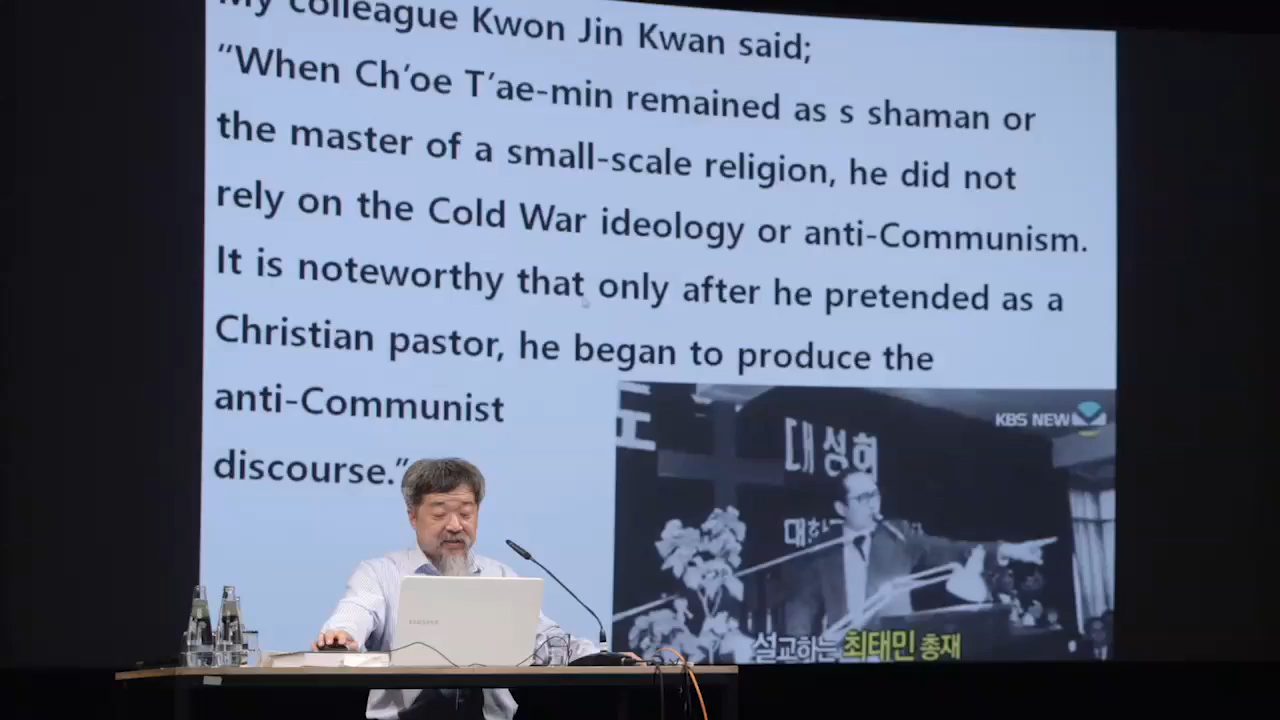 My colleague Kwon Jin Kwan said;
“When Ch’oe T’ae-min remained as s shaman or
the master of a small-scale religion, he did not
rely on the Cold War ideology or anti-Communism.
It is noteworthy that only after he pretended as a
Christian pastor, he began to produce the
anti-Communist
discourse.”
KBS NEW
대성회
설교하는 최태민 총재
SAMSUNG